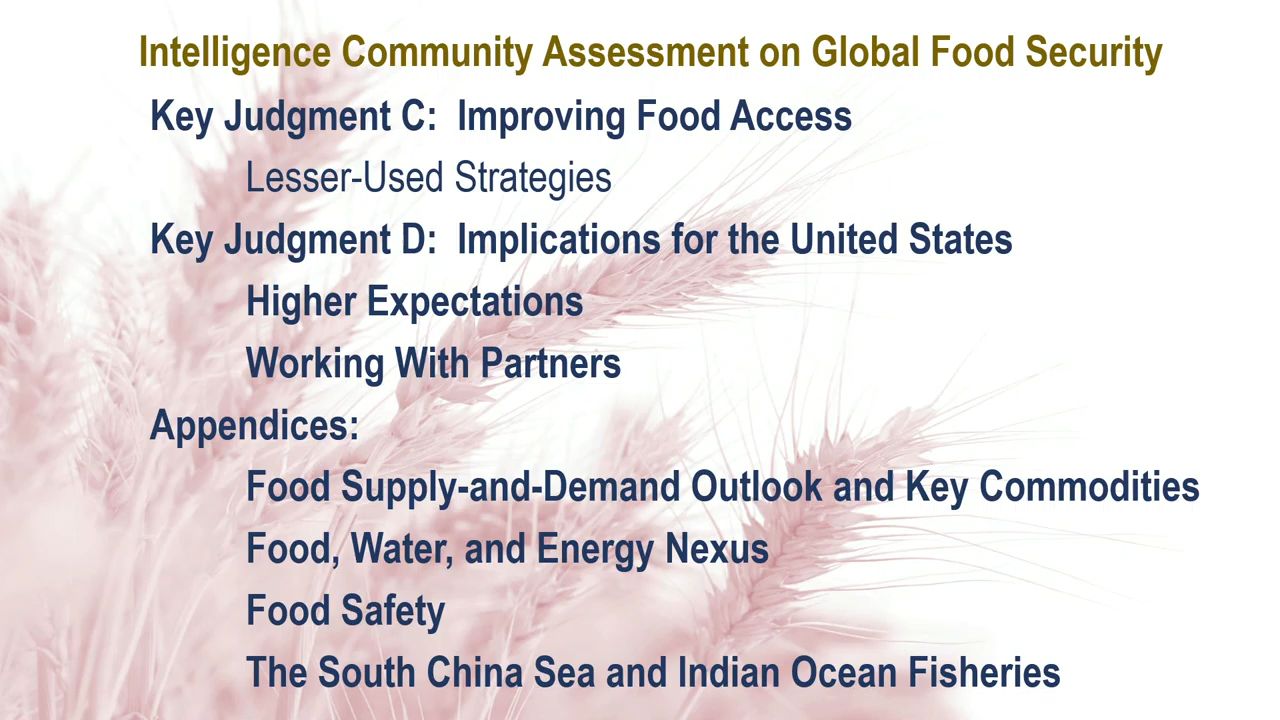 Intelligence Community Assessment on Global Food Security
Key Judgment C:  Improving Food Access
Lesser-Used Strategies
Key Judgment D:  Implications for the United States
Higher Expectations
Working With Partners
Appendices:
Food Supply-and-Demand Outlook and Key Commodities
Food, Water, and Energy Nexus
Food Safety
The South China Sea and Indian Ocean Fisheries